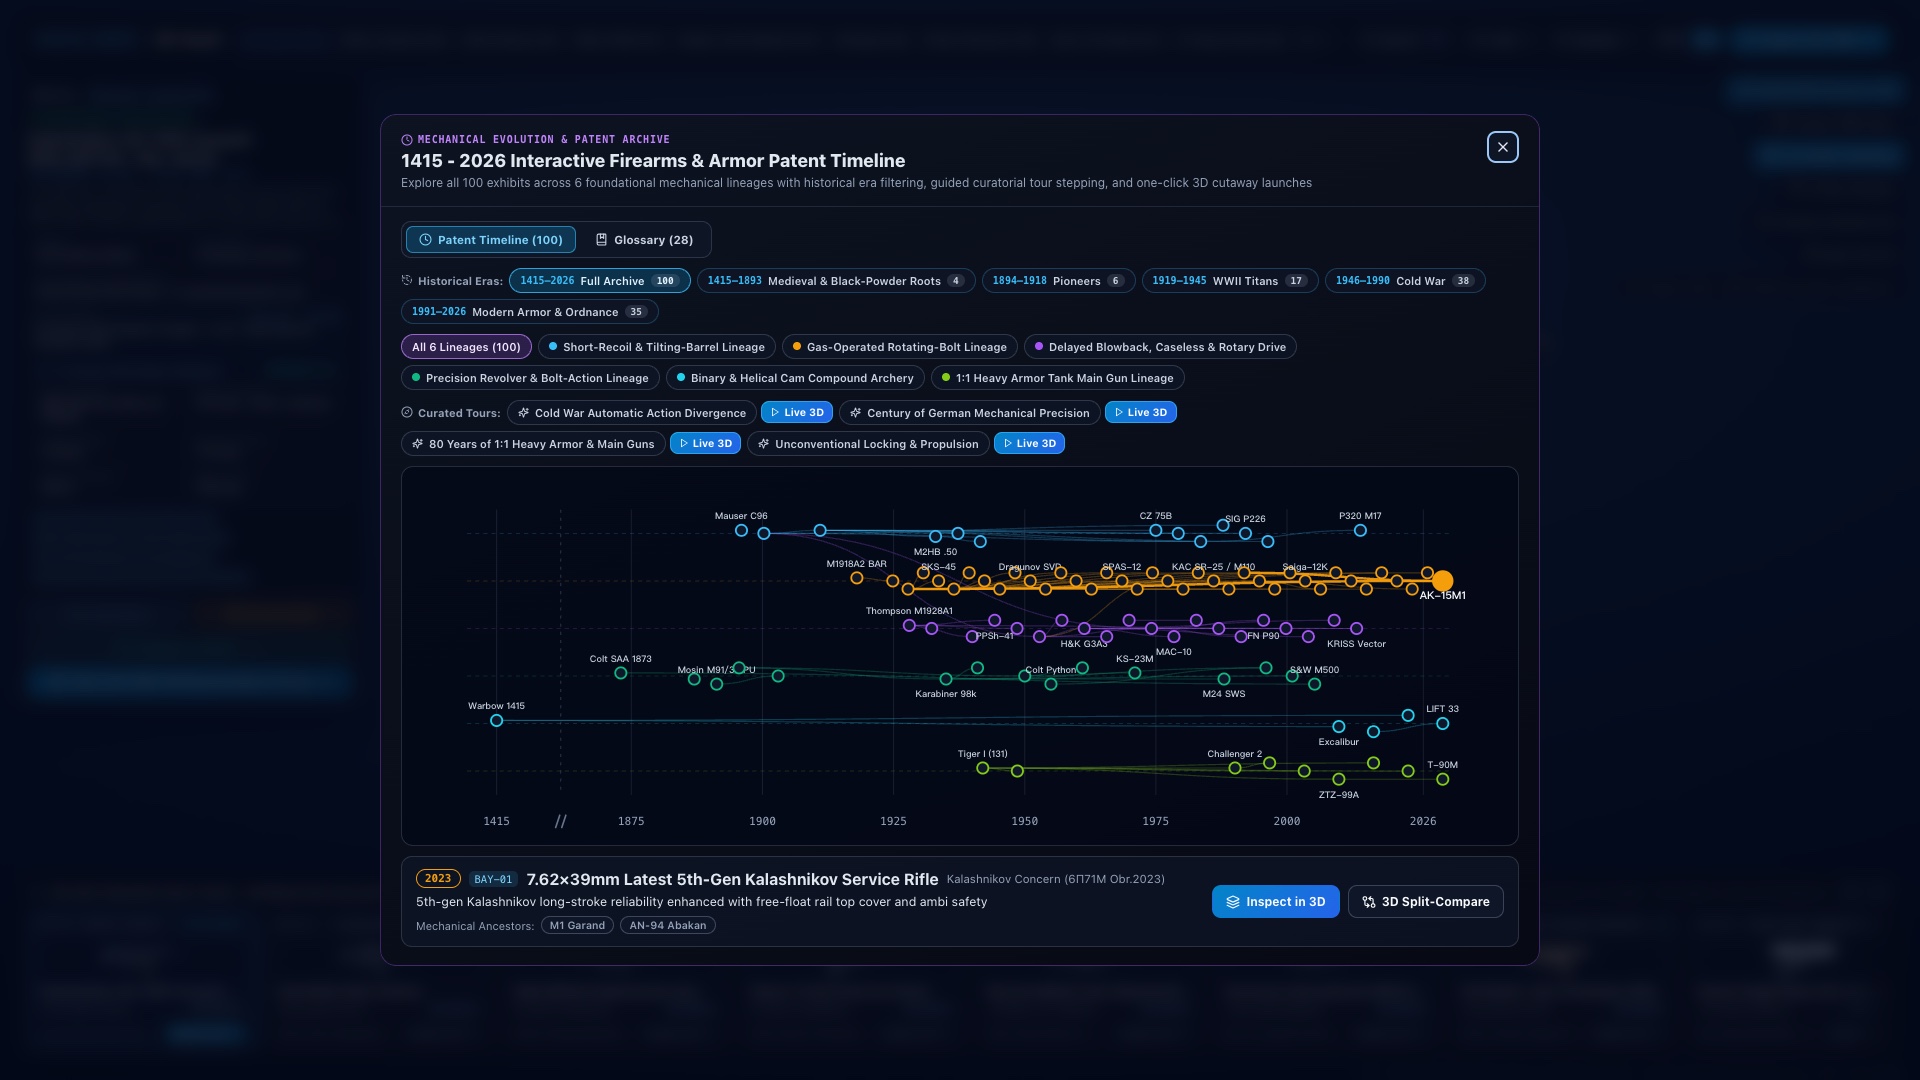 MECHANICAL EVOLUTION & PATENT ARCHIVE
1415 - 2026 Interactive Firearms & Armor Patent Timeline
Explore all 100 exhibits across 6 foundational mechanical lineages with historical era filtering, guided curatorial tour stepping, and one-click 3D cutaway launches
Patent Timeline (100) Glossary (28)
Historical Eras: 1415–2026 Full Archive 100 1415–1893 Medieval & Black-Powder Roots 4 1894–1918 Pioneers 6 1919–1945 WWII Titans 17 1946–1990 Cold War 38
1991–2026 Modern Armor & Ordnance 35
All 6 Lineages (100) Short-Recoil & Tilting-Barrel Lineage Gas-Operated Rotating-Bolt Lineage Delayed Blowback, Caseless & Rotary Drive
Precision Revolver & Bolt-Action Lineage Binary & Helical Cam Compound Archery 1:1 Heavy Armor Tank Main Gun Lineage
Curated Tours: Cold War Automatic Action Divergence Live 3D Century of German Mechanical Precision Live 3D
80 Years of 1:1 Heavy Armor & Main Guns Live 3D Unconventional Locking & Propulsion Live 3D
Mauser C96 CZ 75B SIG P226 P320 M17
M2HB .50
M1918A2 BAR SKS-45 Dragunov SVD SPAS-12 KAC SR-25 / M110 Saiga-12K
AK-15M1
Thompson M1928A1
PPSh-41 H&K G3A3 MAC-10 FN P90 KRISS Vector
Colt SAA 1873 KS-23M
Mosin M91/3 PU Colt Python S&W M500
Karabiner 98k M24 SWS
Warbow 1415 LIFT 33
Excalibur
Tiger I (131) Challenger 2 T-90M
ZTZ-99A
1415 // 1875 1900 1925 1950 1975 2000 2026
2023 BAY-01 7.62×39mm Latest 5th-Gen Kalashnikov Service Rifle Kalashnikov Concern (6П71М Obr.2023)
5th-gen Kalashnikov long-stroke reliability enhanced with free-float rail top cover and ambi safety
Mechanical Ancestors: M1 Garand AN-94 Abakan
Inspect in 3D 3D Split-Compare